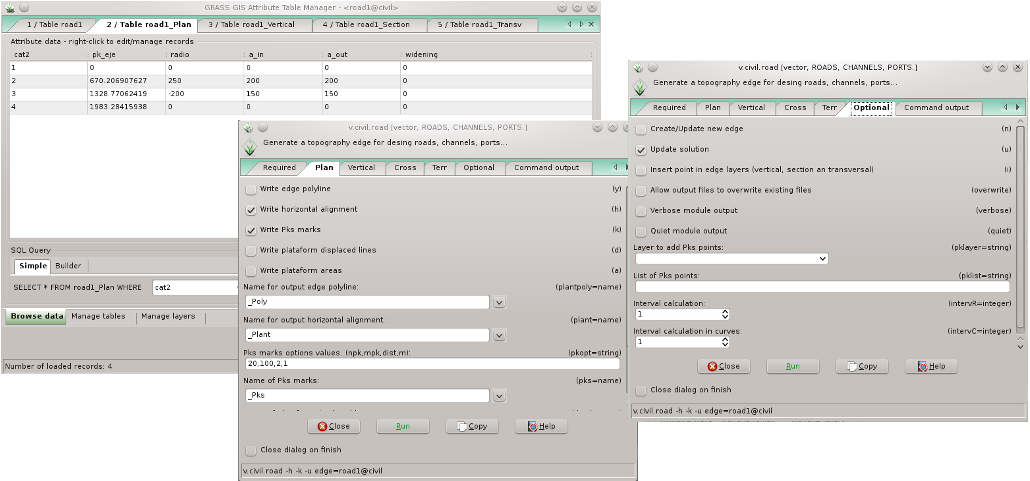 GRASS GIS Attribute Table Manager - <road1@civil>
1 / Table road1 2 / Table road1_Plan 3 / Table road1_Vertical 4 / Table road1_Section 5 / Table road1_Transv
Attribute data - right-click to edit/manage records
cat2 pk_eje radio a_in a_out widening
1 0 0 0 0 0
2 670.206907627 250 200 200 0
3 1328.77062419 -200 150 150 0
4 1983.28415938 0 0 0 0
SQL Query
Simple Builder
SELECT * FROM road1_Plan WHERE cat2
Browse data Manage tables Manage layers
Number of loaded records: 4
v.civil.road [vector, ROADS, CHANNELS, PORTS.]
Generate a topography edge for desing roads, channels, ports...
Required Plan Vertical Cross Terr Optional Command output
Write edge polyline (y)
Write horizontal alignment (h)
Write Pks marks (k)
Write plataform displaced lines (d)
Write plataform areas (a)
Name for output edge polyline: (plantpoly=name)
_Poly
Name for output horizontal alignment (plant=name)
_Plant
Pks marks options values. (npk,mpk,dist,m): (pkopt=string)
20,100,2,1
Name of Pks marks: (pks=name)
_Pks
Close Run Copy Help
Close dialog on finish
v.civil.road -h -k -u edge=road1@civil
v.civil.road [vector, ROADS, CHANNELS, PORTS.]
Generate a topography edge for desing roads, channels, ports...
Required Plan Vertical Cross Terr Optional Command output
Create/Update new edge (n)
Update solution (u)
Insert point in edge layers (vertical, section an transversal) (i)
Allow output files to overwrite existing files (overwrite)
Verbose module output (verbose)
Quiet module output (quiet)
Layer to add Pks points: (pklayer=string)
List of Pks points: (pklist=string)
Interval calculation: (intervR=integer)
1
Interval calculation in curves: (intervC=integer)
1
Close Run Copy Help
Close dialog on finish
v.civil.road -h -k -u edge=road1@civil